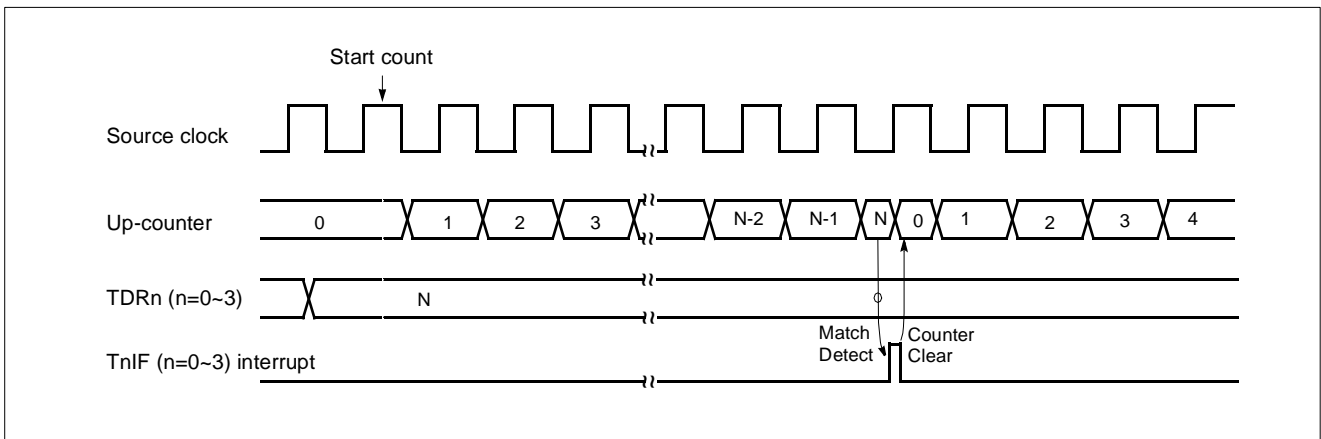 Start count
Source clock
Up-counter 0 1 2 3 N-2 N-1 N 0 1 2 3 4
TDRn (n=0~3) N
Match Counter
Detect Clear
TnIF (n=0~3) interrupt